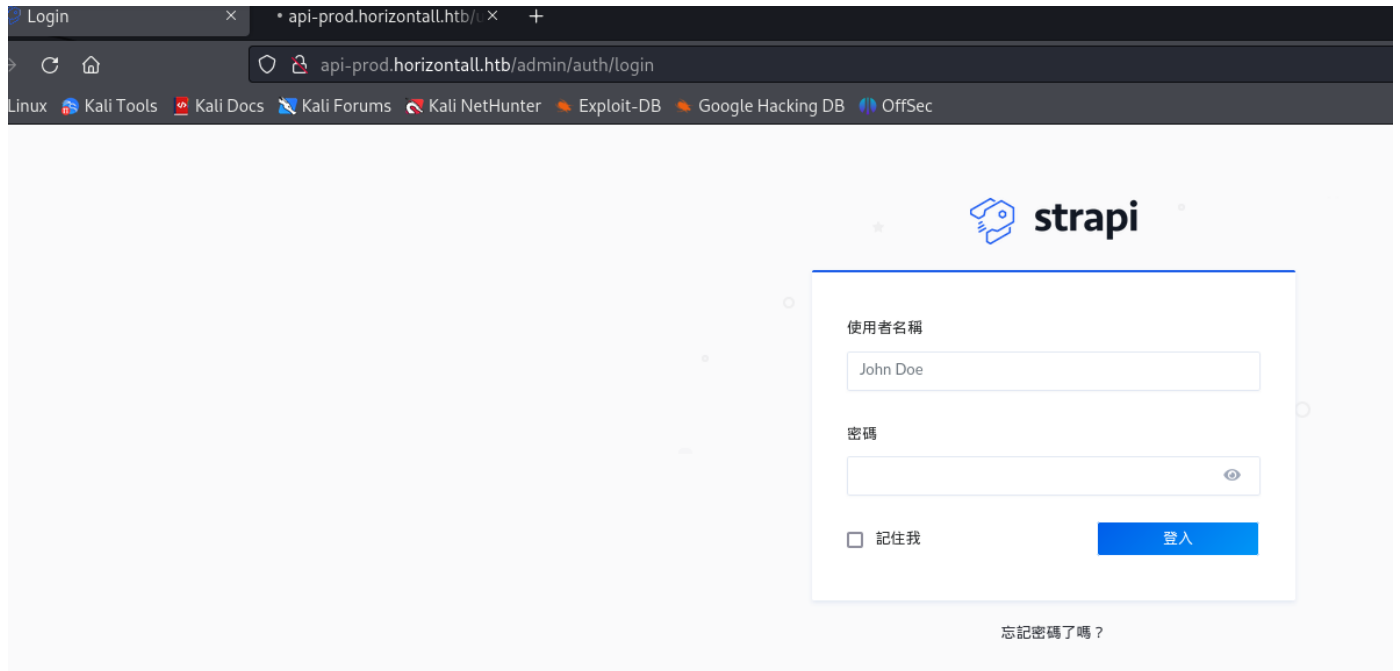 Login × • api-prod.horizontall.htb/u × +
api-prod.horizontall.htb/admin/auth/login
Linux Kali Tools Kali Docs Kali Forums Kali NetHunter Exploit-DB Google Hacking DB OffSec
strapi
使用者名稱
John Doe
密碼
記住我 登入
忘記密碼了嗎？